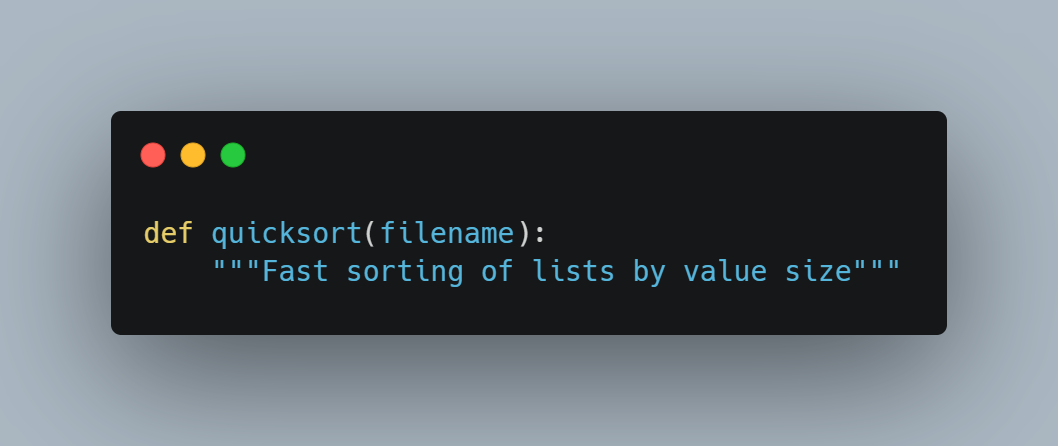 def quicksort(filename):
    """Fast sorting of lists by value size"""